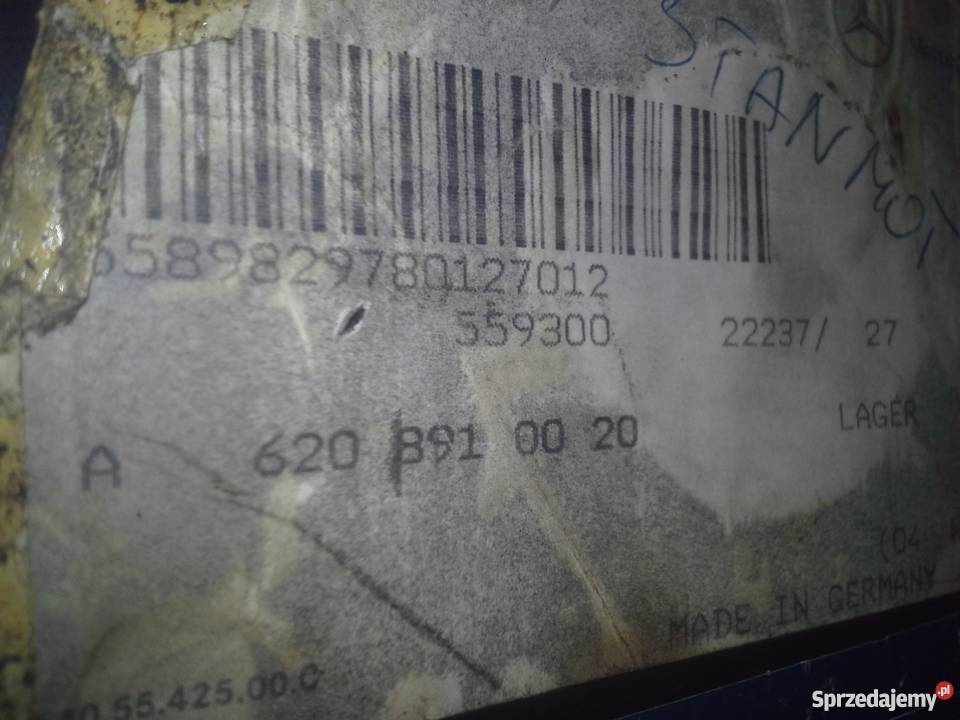 STANMOT
6589829780127012
559300 22237/ 27
A 620 891 00 20
LAGER
(04
MADE IN GERMANY
10.55.425.00.C
Sprzedajemy.pl